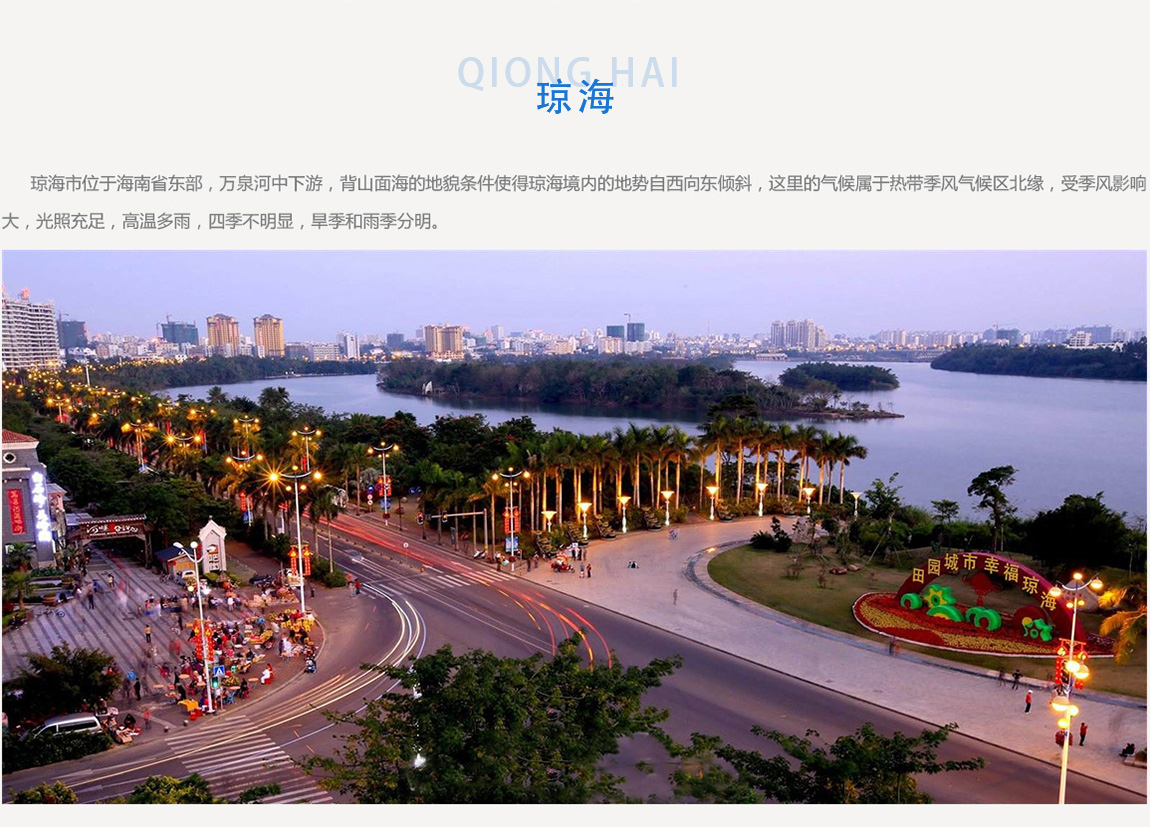 QIONG HAI
琼海
琼海市位于海南省东部，万泉河中下游，背山面海的地貌条件使得琼海境内的地势自西向东倾斜，这里的气候属于热带季风气候区北缘，受季风影响
大，光照充足，高温多雨，四季不明显，旱季和雨季分明。
田园城市幸福琼海